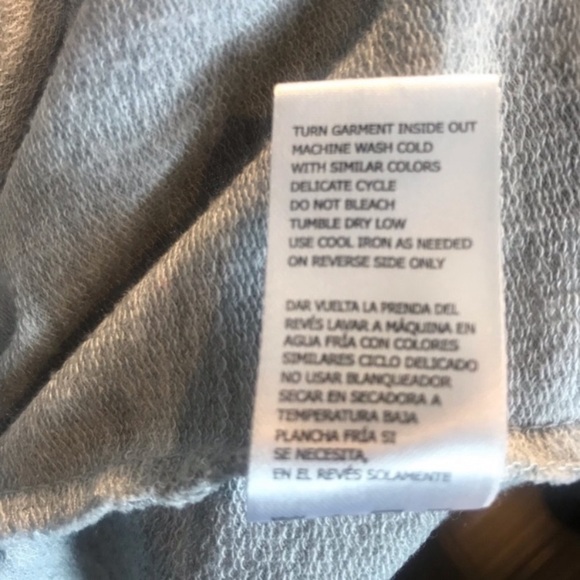 TURN GARMENT INSIDE OUT
MACHINE WASH COLD
WITH SIMILAR COLORS
DELICATE CYCLE
DO NOT BLEACH
TUMBLE DRY LOW
USE COOL IRON AS NEEDED
ON REVERSE SIDE ONLY
DAR VUELTA LA PRENDA DEL
REVÉS LAVAR A MÁQUINA EN
AGUA FRÍA CON COLORES
SIMILARES CICLO DELICADO
NO USAR BLANQUEADOR
SECAR EN SECADORA A
TEMPERATURA BAJA
PLANCHA FRÍA SI
SE NECESITA,
EN EL REVÉS SOLAMENTE